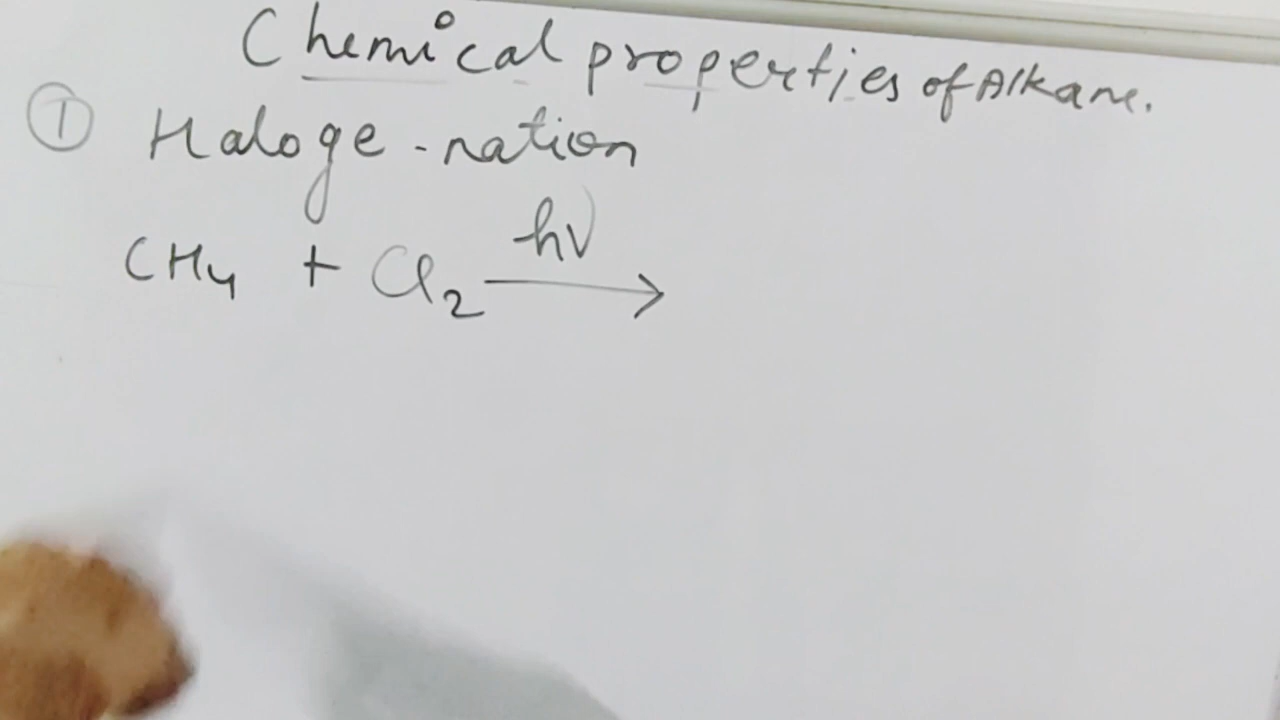 Chemical properties of Alkane.
① Haloge-nation
hν
CH₄ + Cl₂ ⟶